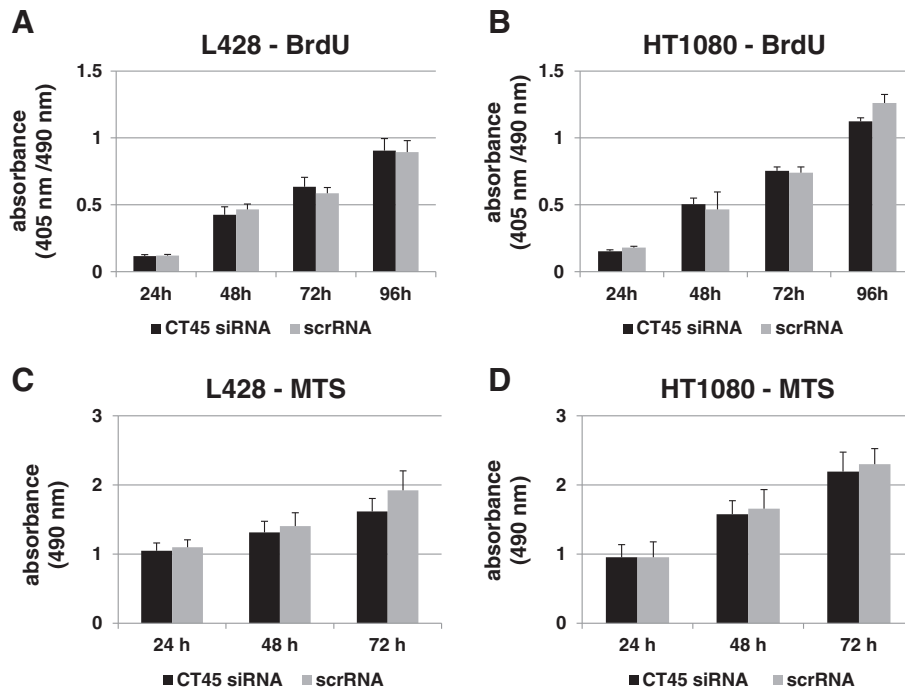 A
L428 - BrdU
absorbance
(405 nm /490 nm)
1.5
1
0.5
0
24h 48h 72h 96h
CT45 siRNA scrRNA
B
HT1080 - BrdU
absorbance
(405 nm /490 nm)
1.5
1
0.5
0
24h 48h 72h 96h
CT45 siRNA scrRNA
C
L428 - MTS
absorbance
(490 nm)
3
2
1
0
24 h 48 h 72 h
CT45 siRNA scrRNA
D
HT1080 - MTS
absorbance
(490 nm)
3
2
1
0
24 h 48 h 72 h
CT45 siRNA scrRNA